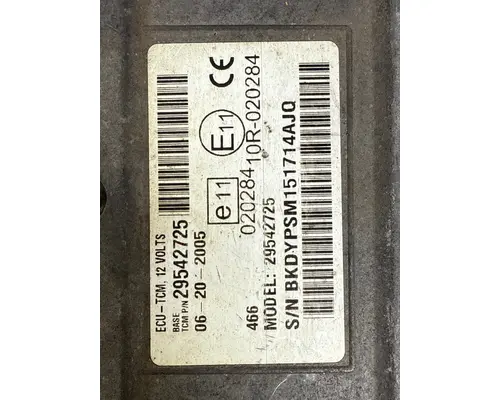 ECU-TCM, 12 VOLTS
BASE
TCM P/N 29542725
06-20-2005
e11
E11
CE
020284
10R-020284
466
MODEL: 29542725
S/N BKDYPSM151714AJQ